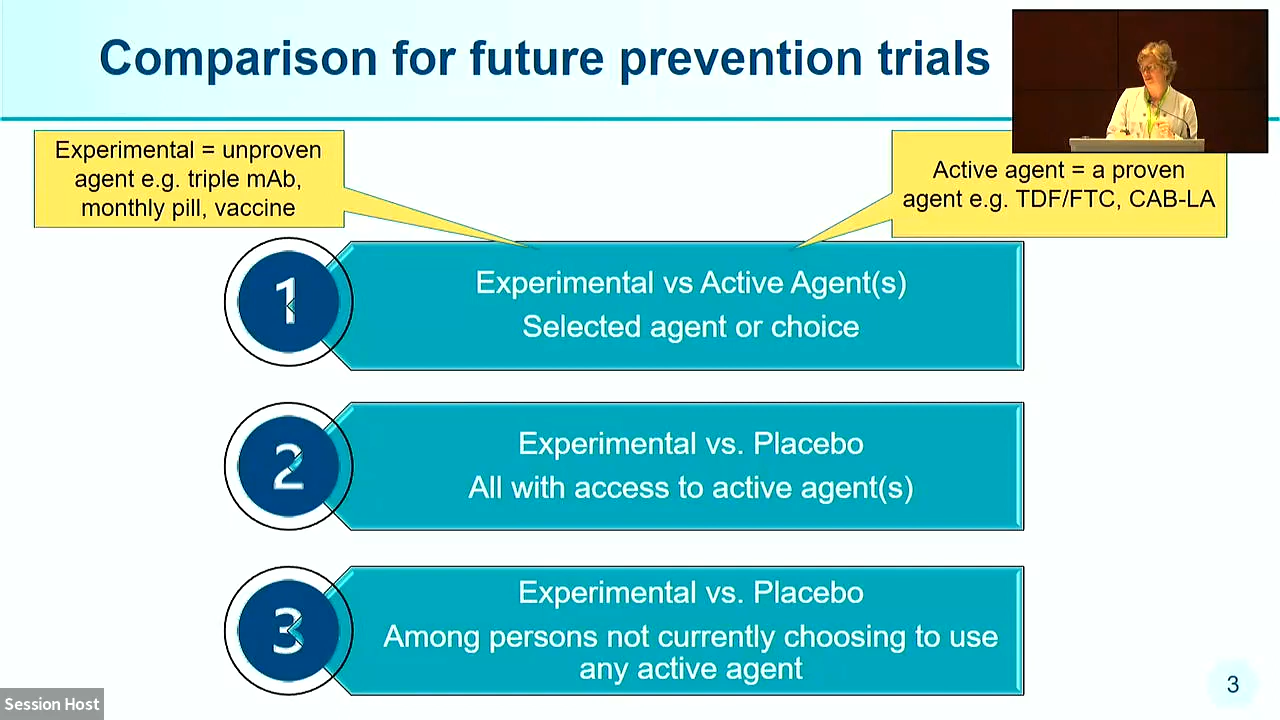 Comparison for future prevention trials
Experimental = unproven
agent e.g. triple mAb,
monthly pill, vaccine
Active agent = a proven
agent e.g. TDF/FTC, CAB-LA
1
Experimental vs Active Agent(s)
Selected agent or choice
2
Experimental vs. Placebo
All with access to active agent(s)
3
Experimental vs. Placebo
Among persons not currently choosing to use
any active agent
3
Session Host